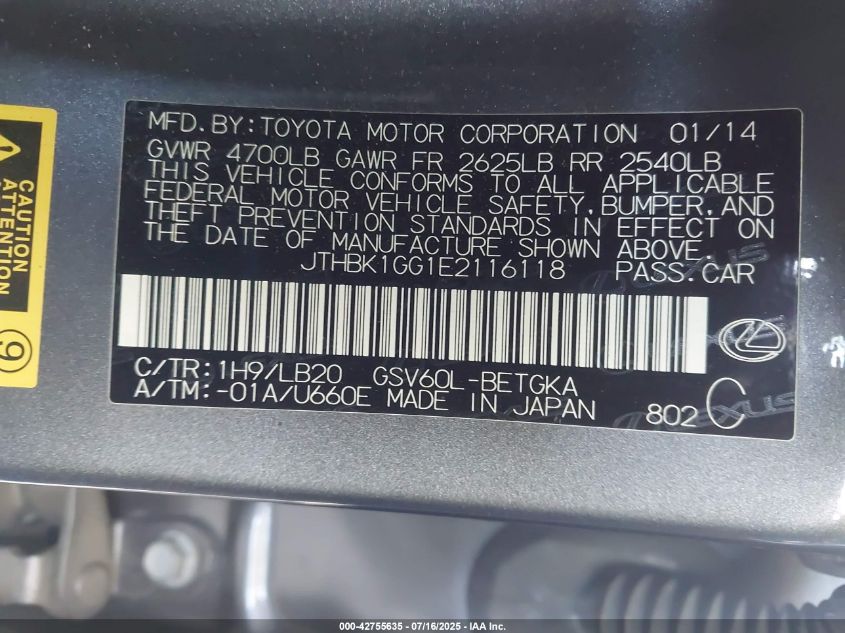 MFD.BY:TOYOTA MOTOR CORPORATION 01/14
GVWR 4700LB GAWR FR 2625LB RR 2540LB
THIS VEHICLE CONFORMS TO ALL APPLICABLE
FEDERAL MOTOR VEHICLE SAFETY,BUMPER,AND
THEFT PREVENTION STANDARDS IN EFFECT ON
THE DATE OF MANUFACTURE SHOWN ABOVE.
JTHBK1GG1E2116118 PASS.CAR
C/TR:1H9/LB20 GSV60L-BETGKA
A/TM:-01A/U660E MADE IN JAPAN 802 C
LEXUS
CAUTION
ATTENTION
9
000-42755635 - 07/16/2025 - IAA Inc.